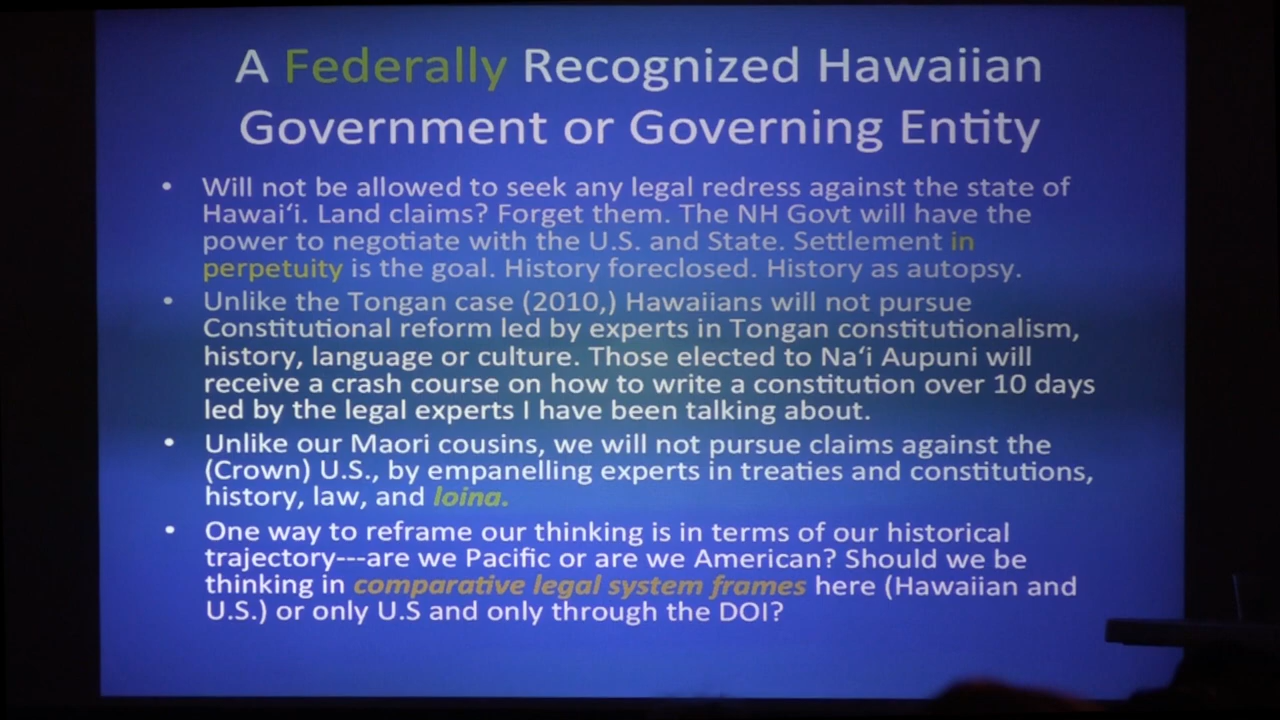 A Federally Recognized Hawaiian
Government or Governing Entity
• Will not be allowed to seek any legal redress against the state of
Hawaiʻi. Land claims? Forget them. The NH Govt will have the
power to negotiate with the U.S. and State. Settlement in
perpetuity is the goal. History foreclosed. History as autopsy.
• Unlike the Tongan case (2010,) Hawaiians will not pursue
Constitutional reform led by experts in Tongan constitutionalism,
history, language or culture. Those elected to Naʻi Aupuni will
receive a crash course on how to write a constitution over 10 days
led by the legal experts I have been talking about.
• Unlike our Maori cousins, we will not pursue claims against the
(Crown) U.S., by empanelling experts in treaties and constitutions,
history, law, and loina.
• One way to reframe our thinking is in terms of our historical
trajectory---are we Pacific or are we American? Should we be
thinking in comparative legal system frames here (Hawaiian and
U.S.) or only U.S and only through the DOI?